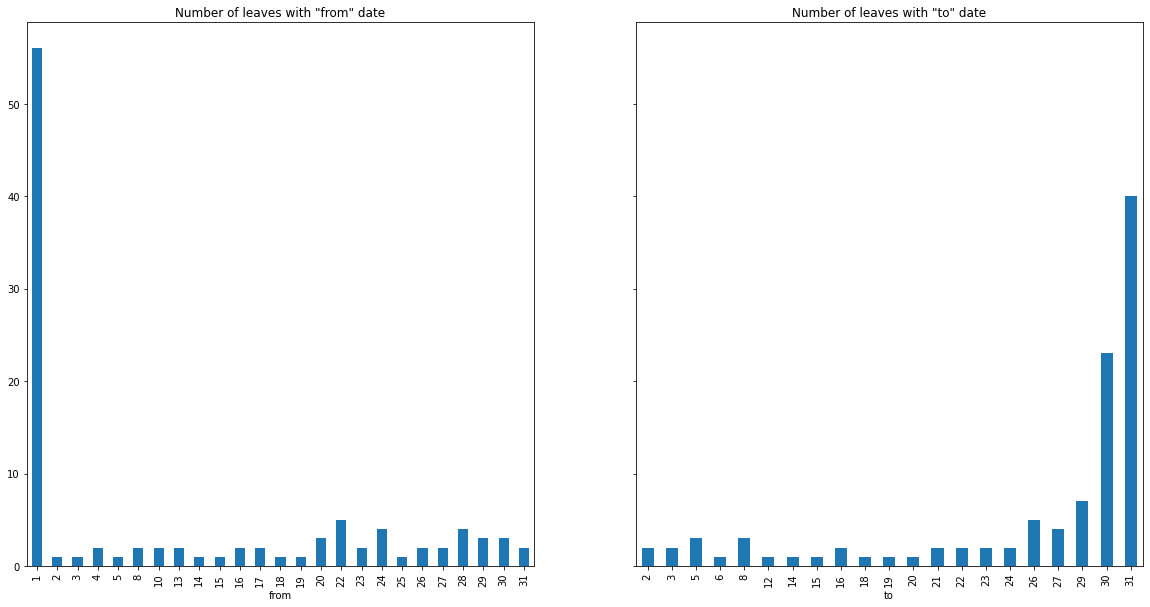 Number of leaves with "from" date
50
40
30
20
10
0
1 2 3 4 5 8 10 13 14 15 16 17 18 19 20 22 23 24 25 26 27 28 29 30 31
from
Number of leaves with "to" date
2 3 5 6 8 12 14 15 16 18 19 20 21 22 23 24 26 27 29 30 31
to